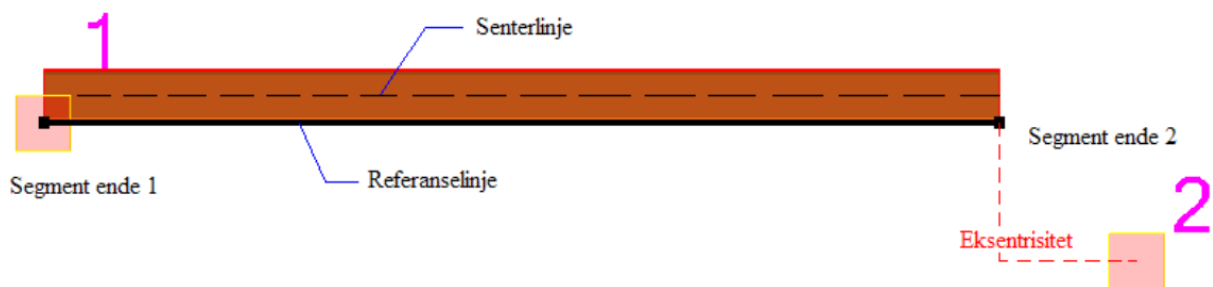 1
Senterlinje
Segment ende 2
Referanselinje
Segment ende 1
2
Eksentrisitet